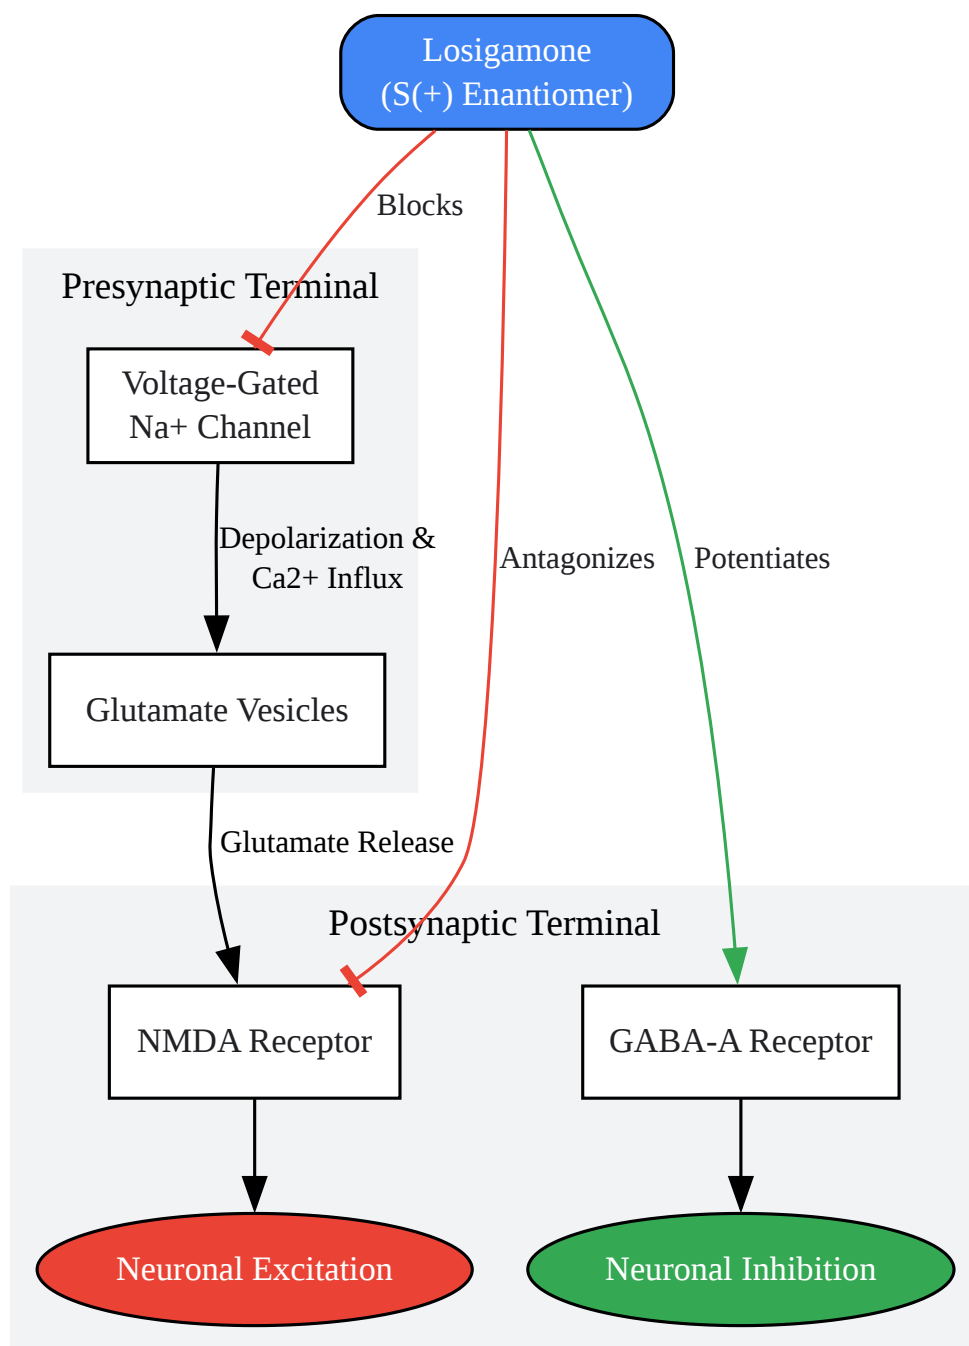 Losigamone
(S(+) Enantiomer)
Blocks
Presynaptic Terminal
Voltage-Gated
Na+ Channel
Depolarization &
Ca2+ Influx
Antagonizes
Potentiates
Glutamate Vesicles
Glutamate Release
Postsynaptic Terminal
NMDA Receptor
GABA-A Receptor
Neuronal Excitation
Neuronal Inhibition